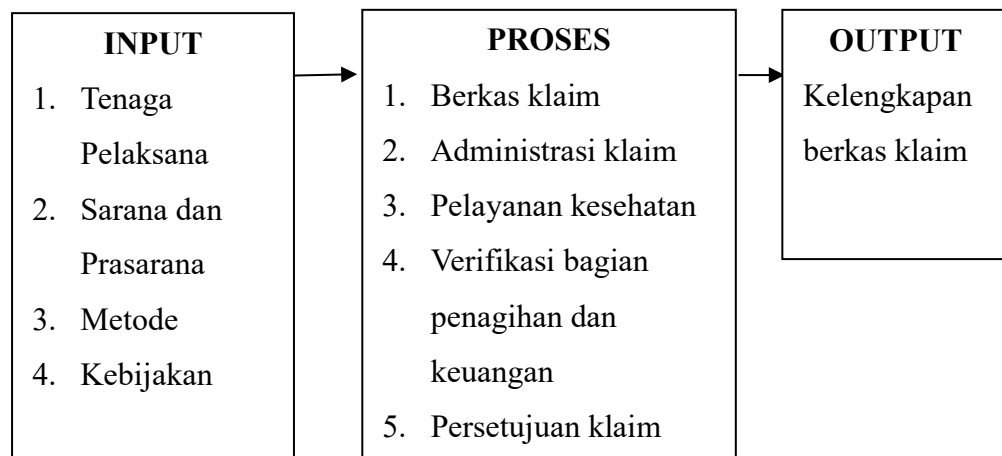 INPUT
1. Tenaga
Pelaksana
2. Sarana dan
Prasarana
3. Metode
4. Kebijakan
PROSES
1. Berkas klaim
2. Administrasi klaim
3. Pelayanan kesehatan
4. Verifikasi bagian
penagihan dan
keuangan
5. Persetujuan klaim
OUTPUT
Kelengkapan
berkas klaim